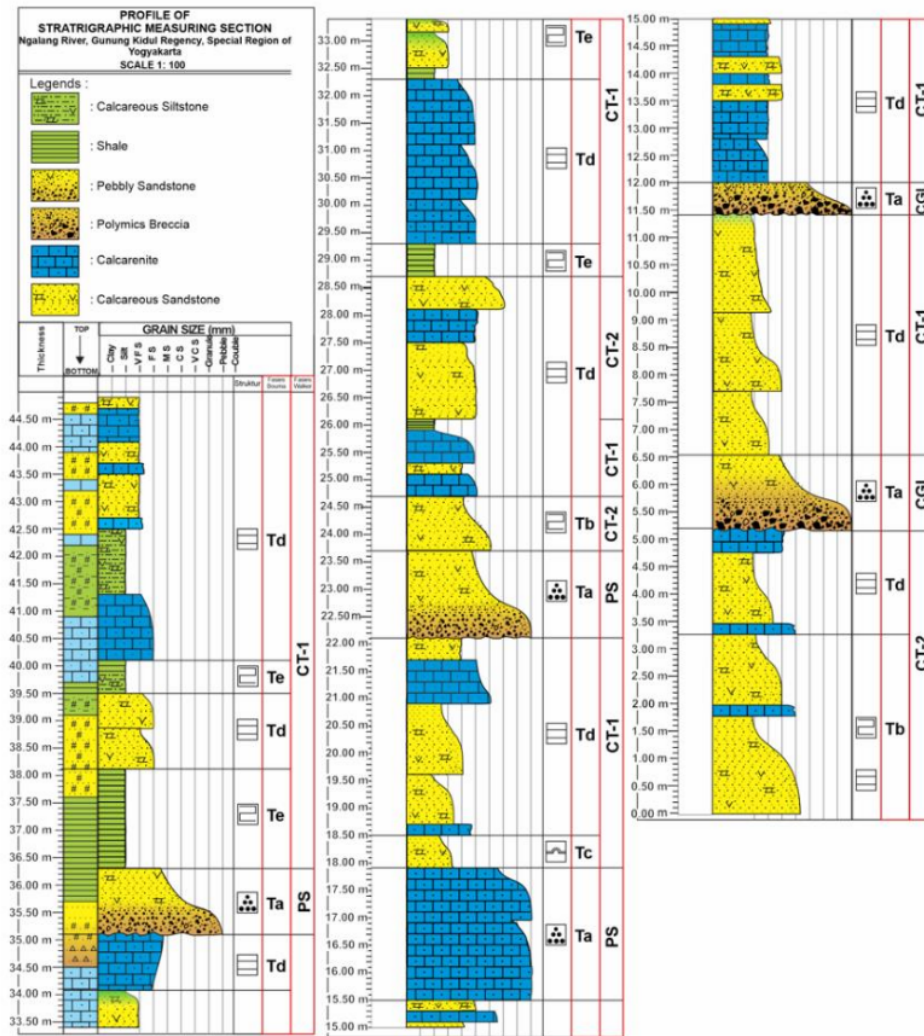 PROFILE OF
STRATIGRAPHIC MEASURING SECTION
Ngalang River, Gunung Kidul Regency, Special Region of
Yogyakarta
SCALE 1: 100
Legends :
: Calcareous Siltstone
: Shale
: Pebbly Sandstone
: Polymics Breccia
: Calcarenite
: Calcareous Sandstone
Thickness
TOP
BOTTOM
GRAIN SIZE (mm)
Clay
Silt
V F S
F S
M S
C S
V C S
Granule
Pebble
Couble
Struktur
44.50 m
44.00 m
43.50 m
43.00 m
42.50 m
42.00 m
41.50 m
41.00 m
40.50 m
40.00 m
39.50 m
39.00 m
38.50 m
38.00 m
37.50 m
37.00 m
36.50 m
36.00 m
35.50 m
35.00 m
34.50 m
34.00 m
33.50 m
Td
Te
Td
Te
Ta
Td
CT-1
PS
33.00 m
32.50 m
32.00 m
31.50 m
31.00 m
30.50 m
30.00 m
29.50 m
29.00 m
28.50 m
28.00 m
27.50 m
27.00 m
26.50 m
26.00 m
25.50 m
25.00 m
24.50 m
24.00 m
23.00 m
22.50 m
22.00 m
21.50 m
21.00 m
20.50 m
20.00 m
19.00 m
18.50 m
18.00 m
17.50 m
17.00 m
16.50 m
16.00 m
15.50 m
15.00 m
Te
Td
Te
Td
Tb
Ta
Td
Tc
Ta
CT-1
CT-2
CT-1
CT-2
PS
CT-1
PS
15.00 m
14.50 m
14.00 m
13.50 m
13.00 m
12.50 m
12.00 m
11.50 m
11.00 m
10.50 m
10.00 m
9.50 m
8.50 m
8.00 m
7.50 m
7.00 m
6.50 m
6.00 m
5.50 m
5.00 m
4.50 m
4.00 m
3.50 m
3.00 m
2.50 m
2.00 m
1.50 m
1.00 m
0.50 m
0.00 m
Td
Ta
Td
Ta
Td
Tb
CT-1
CGL
CT-1
CGL
CT-2